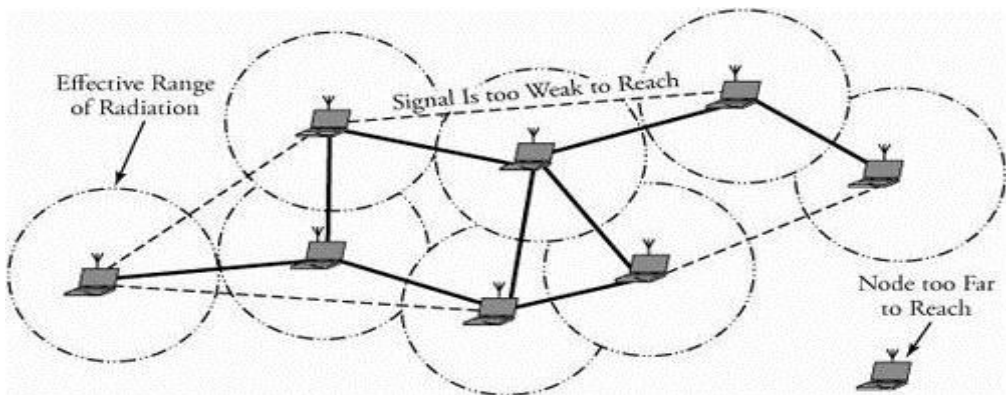 Effective Range
of Radiation
Signal Is too Weak to Reach
Node too Far
to Reach